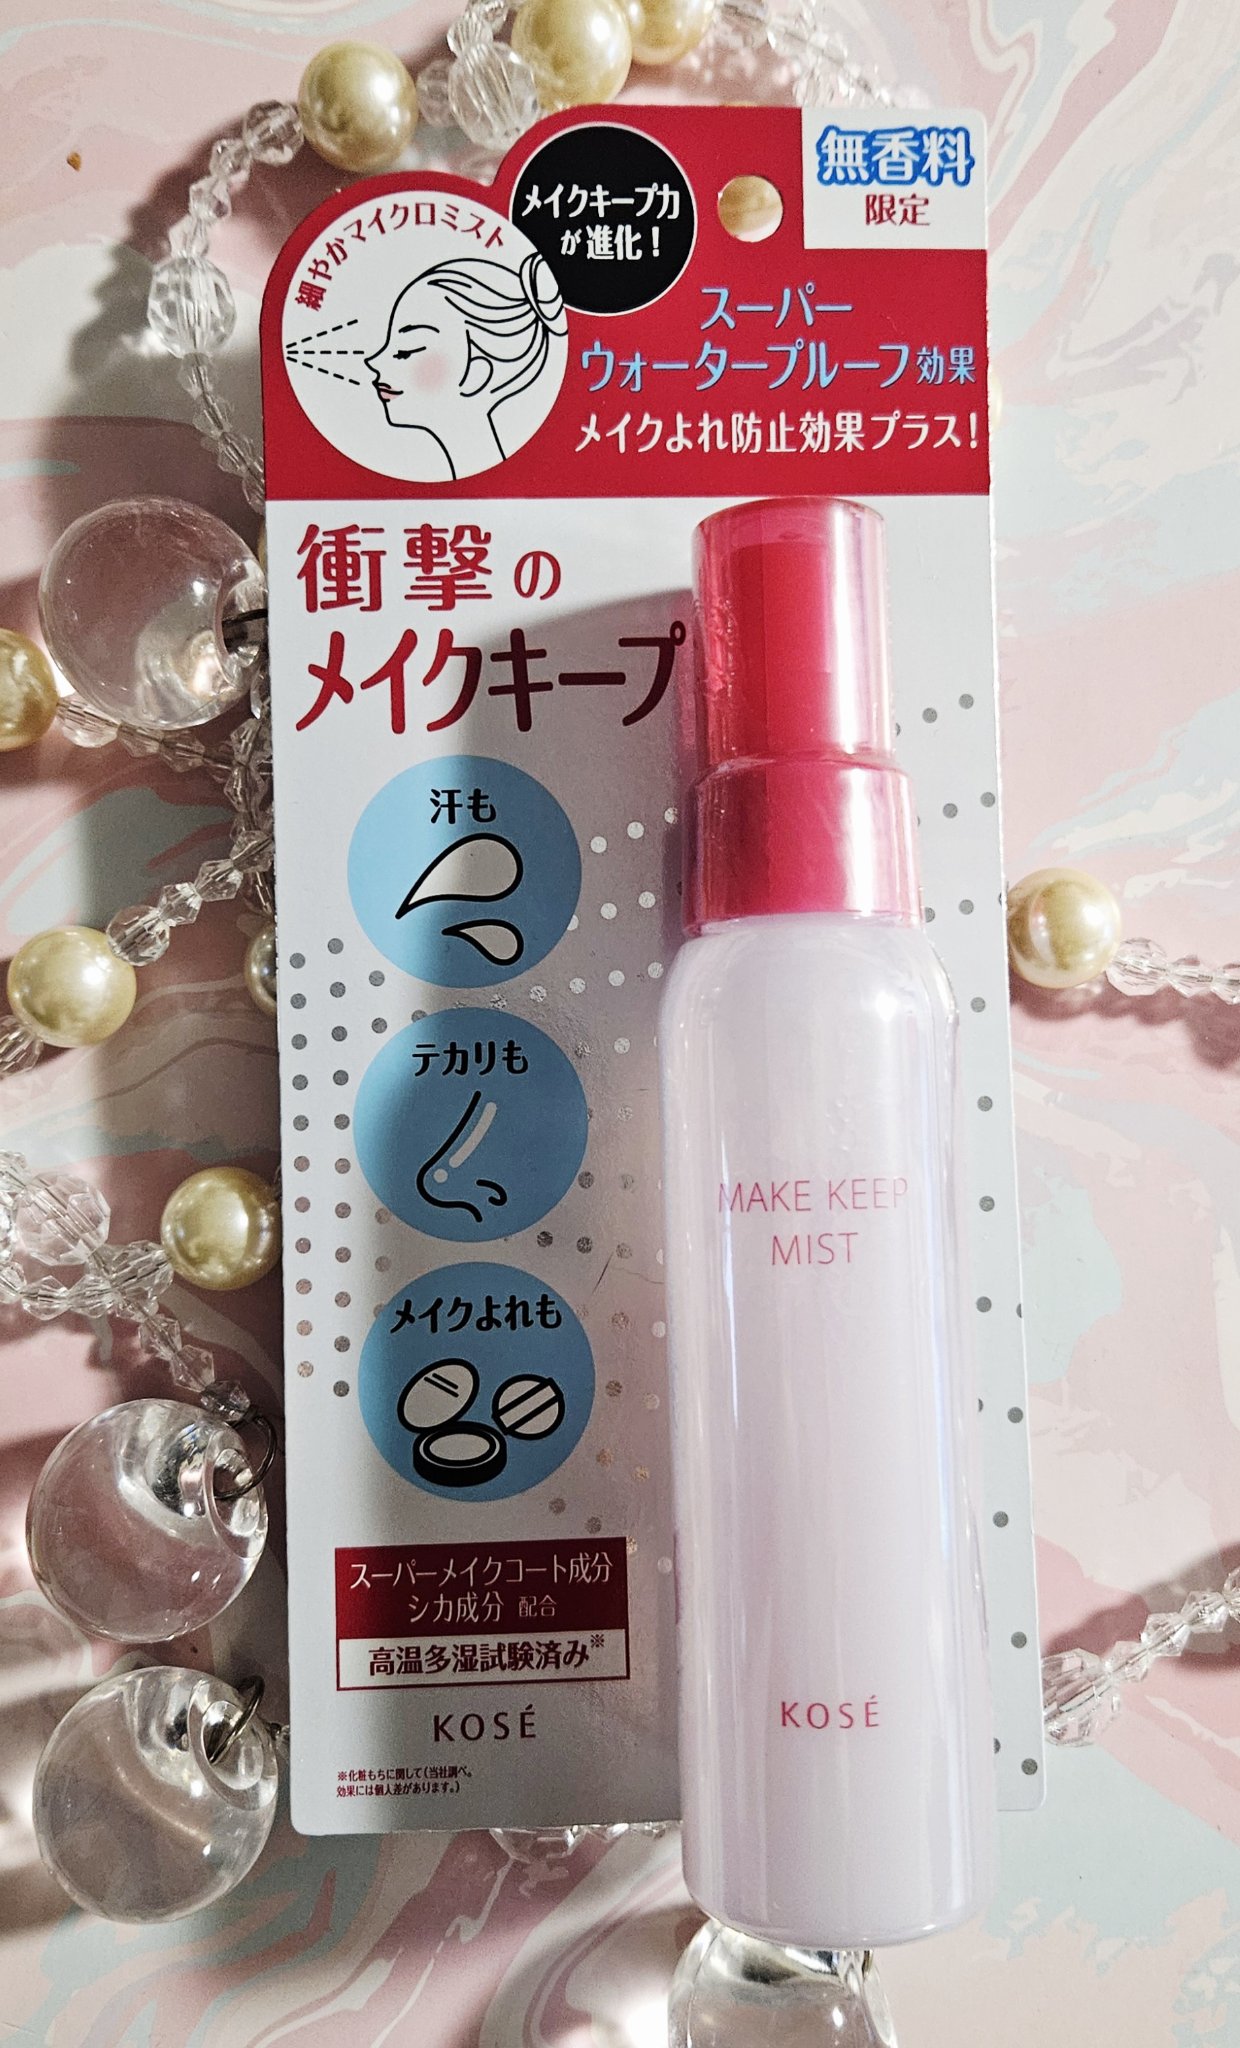 無香料
限定
メイクキープ力
が進化!
細やかマイクロミスト
スーパー
ウォータープルーフ効果
メイクよれ防止効果プラス!
衝撃の
メイクキープ
汗も
テカリも
メイクよれも
スーパーメイクコート成分
シカ成分 配合
高温多湿試験済み※
KOSÉ
※化粧もちに関して(当社調べ。
効果には個人差があります。)
MAKE KEEP
MIST
KOSÉ